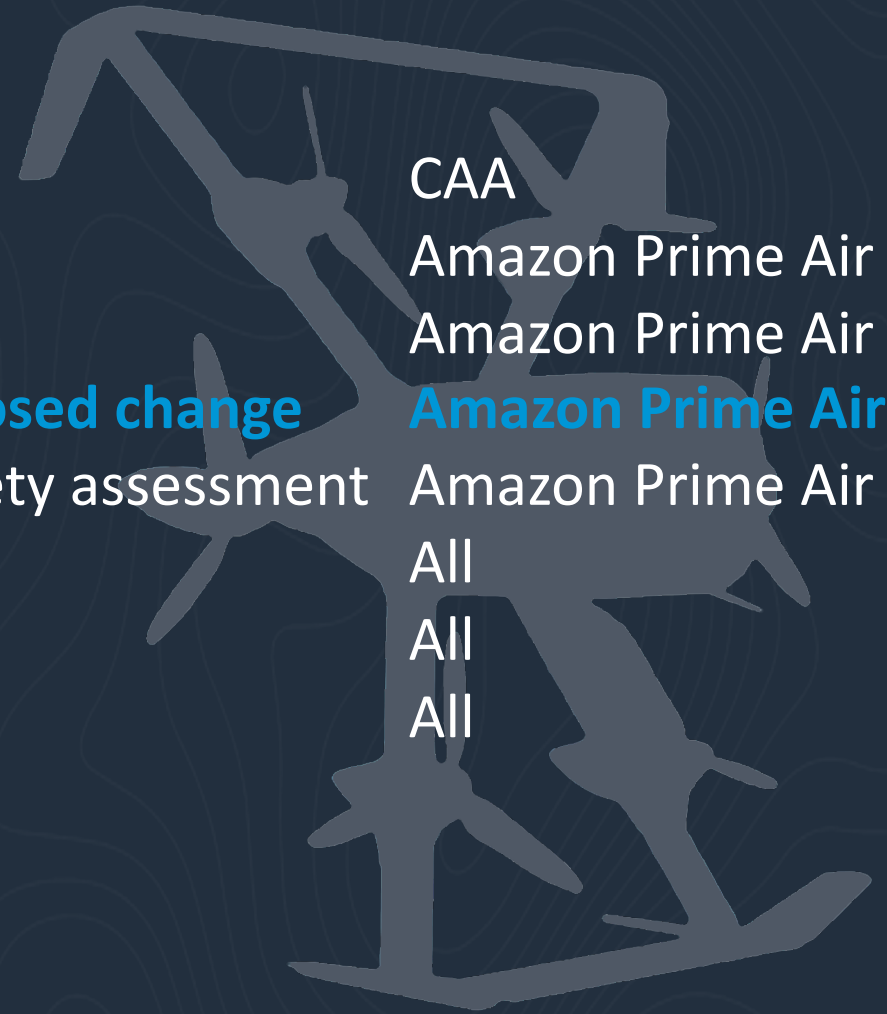 CAA
Amazon Prime Air
Amazon Prime Air
osed change Amazon Prime Air
ety assessment Amazon Prime Air
All
All
All